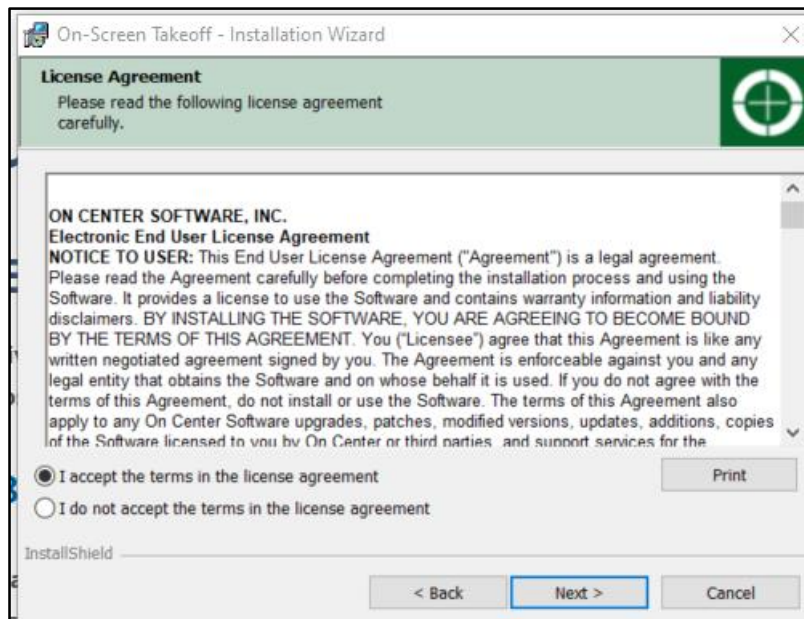 On-Screen Takeoff - Installation Wizard
License Agreement
Please read the following license agreement
carefully.
ON CENTER SOFTWARE, INC.
Electronic End User License Agreement
NOTICE TO USER: This End User License Agreement ("Agreement") is a legal agreement.
Please read the Agreement carefully before completing the installation process and using the
Software. It provides a license to use the Software and contains warranty information and liability
disclaimers. BY INSTALLING THE SOFTWARE, YOU ARE AGREEING TO BECOME BOUND
BY THE TERMS OF THIS AGREEMENT. You ("Licensee") agree that this Agreement is like any
written negotiated agreement signed by you. The Agreement is enforceable against you and any
legal entity that obtains the Software and on whose behalf it is used. If you do not agree with the
terms of this Agreement, do not install or use the Software. The terms of this Agreement also
apply to any On Center Software upgrades, patches, modified versions, updates, additions, copies
of the Software licensed to you by On Center or third parties, and support services for the
I accept the terms in the license agreement
Print
I do not accept the terms in the license agreement
InstallShield
< Back
Next >
Cancel